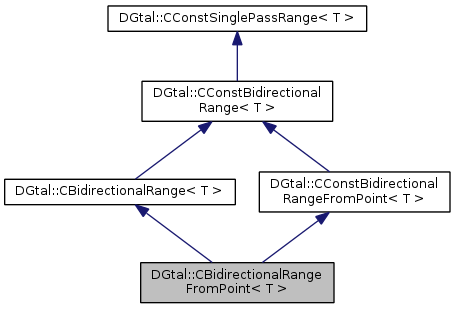 DGtal::CConstSinglePassRange< T >
DGtal::CConstBidirectional
Range< T >
DGtal::CBidirectionalRange< T >
DGtal::CConstBidirectional
RangeFromPoint< T >
DGtal::CBidirectionalRange
FromPoint< T >